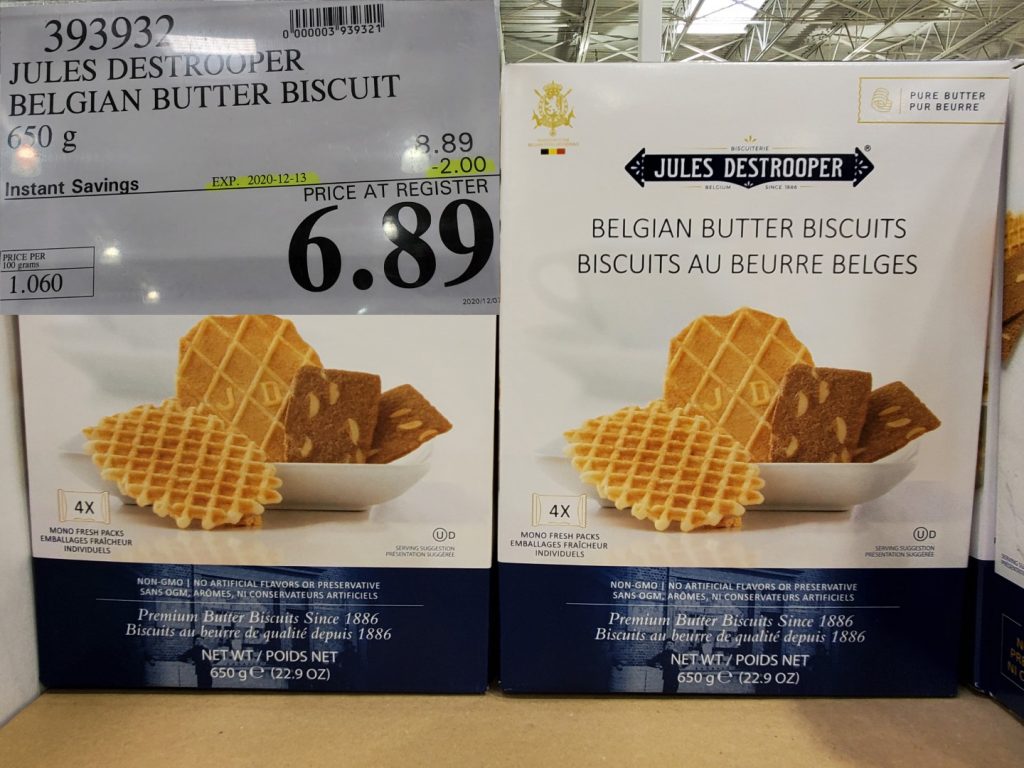 393932
0 000003 939321
JULES DESTROOPER
BELGIAN BUTTER BISCUIT
650 g
8.89
-2.00
Instant Savings
EXP. 2020-12-13
PRICE AT REGISTER
6.89
PRICE PER
100 grams
1.060
2020/12/07
4X
MONO FRESH PACKS
EMBALLAGES FRAÎCHEUR
INDIVIDUELS
U D
SERVING SUGGESTION
PRÉSENTATION SUGGÉRÉE
NON-GMO | NO ARTIFICIAL FLAVORS OR PRESERVATIVE
SANS OGM, ARÔMES, NI CONSERVATEURS ARTIFICIELS
Premium Butter Biscuits Since 1886
Biscuits au beurre de qualité depuis 1886
NET WT./ POIDS NET
650 g℮ (22.9 OZ)
PURE BUTTER
PUR BEURRE
BISCUITERIE
JULES DESTROOPER®
BELGIUM SINCE 1886
BELGIAN BUTTER BISCUITS
BISCUITS AU BEURRE BELGES
J D
4X
MONO FRESH PACKS
EMBALLAGES FRAÎCHEUR
INDIVIDUELS
U D
SERVING SUGGESTION
PRÉSENTATION SUGGÉRÉE
NON-GMO | NO ARTIFICIAL FLAVORS OR PRESERVATIVE
SANS OGM, ARÔMES, NI CONSERVATEURS ARTIFICIELS
Premium Butter Biscuits Since 1886
Biscuits au beurre de qualité depuis 1886
NET WT./ POIDS NET
650 g℮ (22.9 OZ)